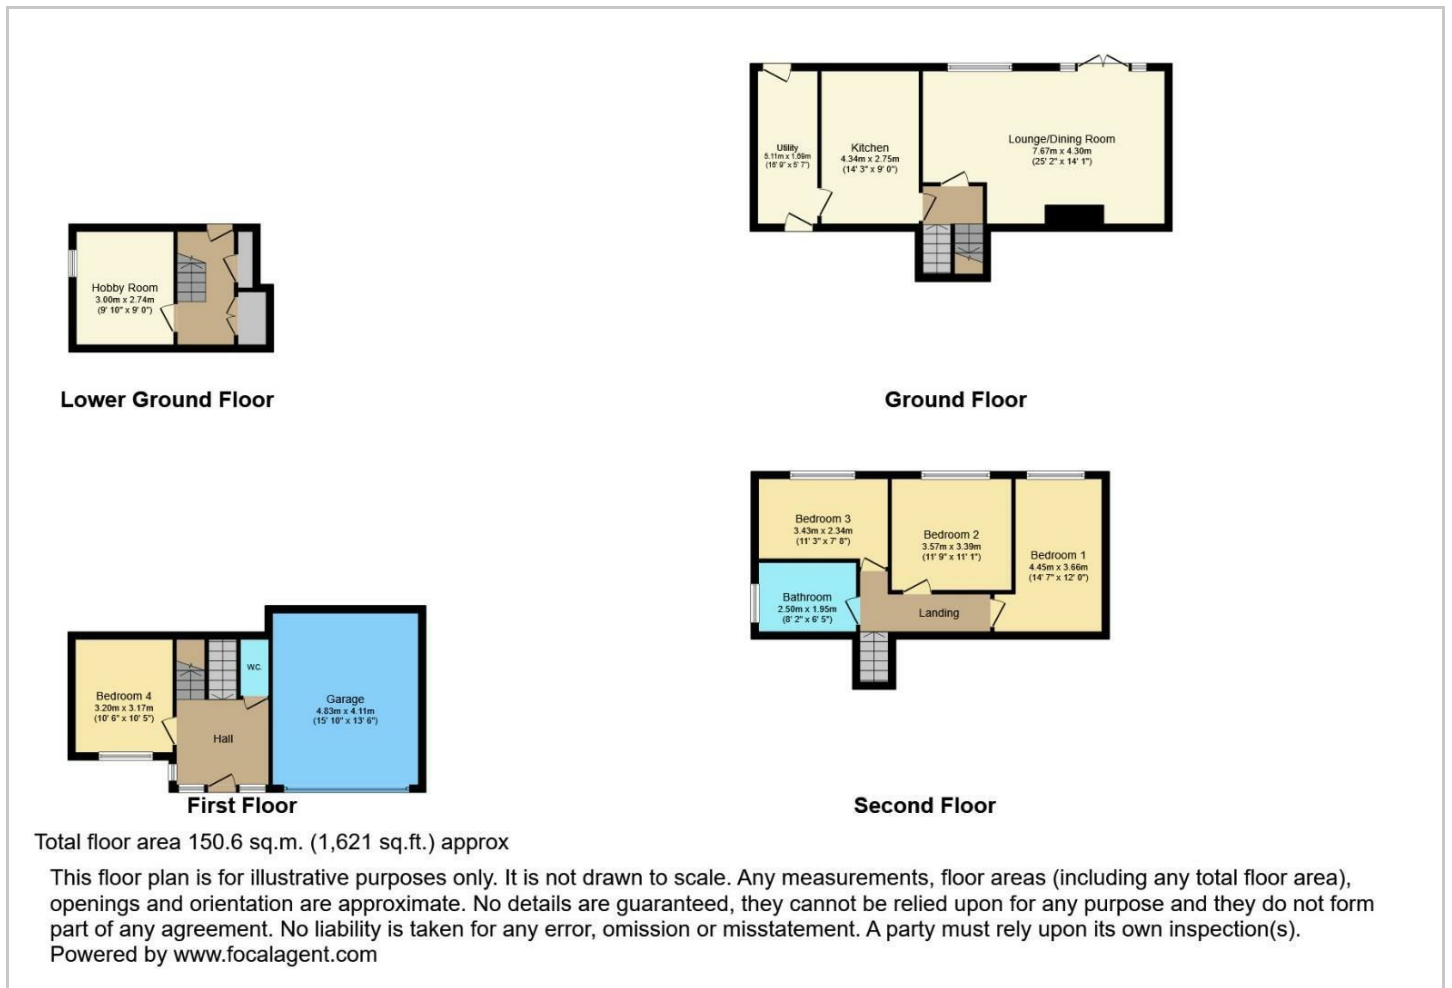 Utility
5.11m x 1.69m
(16' 9" x 5' 7")
Kitchen
4.34m x 2.75m
(14' 3" x 9' 0")
Lounge/Dining Room
7.67m x 4.30m
(25' 2" x 14' 1")
Hobby Room
3.00m x 2.74m
(9' 10" x 9' 0")
Lower Ground Floor
Ground Floor
Bedroom 3
3.43m x 2.34m
(11' 3" x 7' 8")
Bedroom 2
3.57m x 3.39m
(11' 9" x 11' 1")
Bedroom 1
4.45m x 3.66m
(14' 7" x 12' 0")
Bathroom
2.50m x 1.95m
(8' 2" x 6' 5")
Landing
W.C.
Bedroom 4
3.20m x 3.17m
(10' 6" x 10' 5")
Garage
4.83m x 4.11m
(15' 10" x 13' 6")
Hall
First Floor
Second Floor
Total floor area 150.6 sq.m. (1,621 sq.ft.) approx
This floor plan is for illustrative purposes only. It is not drawn to scale. Any measurements, floor areas (including any total floor area),
openings and orientation are approximate. No details are guaranteed, they cannot be relied upon for any purpose and they do not form
part of any agreement. No liability is taken for any error, omission or misstatement. A party must rely upon its own inspection(s).
Powered by www.focalagent.com